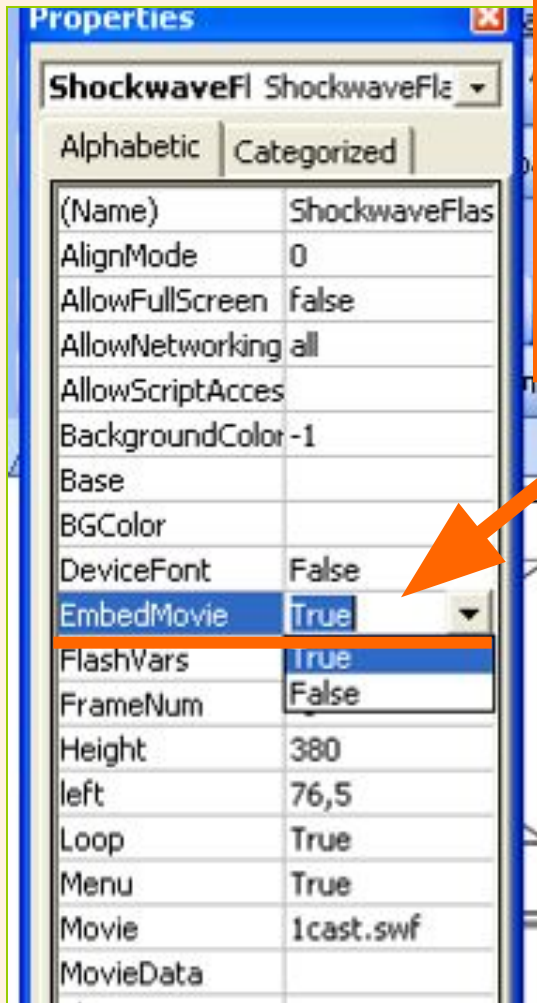 Properties
ShockwaveFl ShockwaveFla
Alphabetic Categorized
(Name) ShockwaveFlas
AlignMode 0
AllowFullScreen false
AllowNetworking all
AllowScriptAcces
BackgroundColor -1
Base
BGColor
DeviceFont False
EmbedMovie True
FlashVars True
FrameNum False
Height 380
left 76,5
Loop True
Menu True
Movie 1cast.swf
MovieData